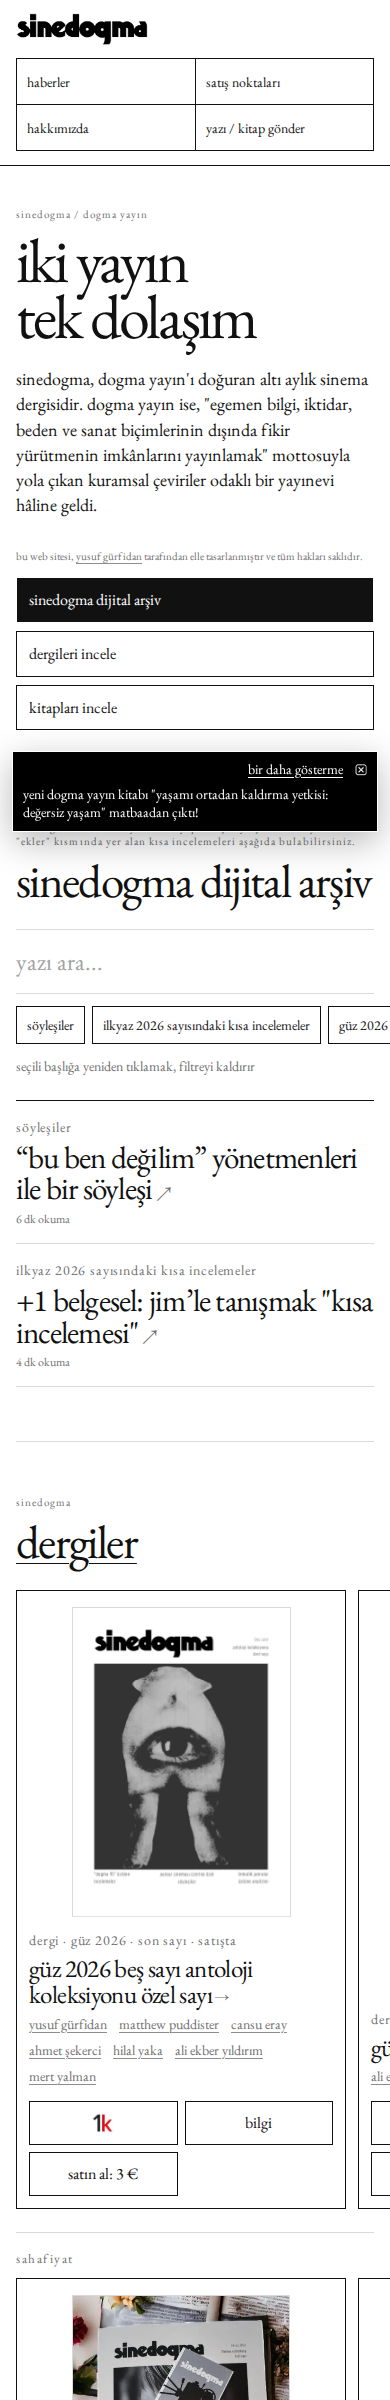 sinedogma
haberler
satış noktaları
hakkımızda
yazı / kitap gönder
sinedogma / dogma yayın
iki yayın
tek dolaşım
sinedogma, dogma yayın'ı doğuran altı aylık sinema
dergisidir. dogma yayın ise, "egemen bilgi, iktidar,
beden ve sanat biçimlerinin dışında fikir
yürütmenin imkânlarını yayınlamak" mottosuyla
yola çıkan kuramsal çeviriler odaklı bir yayınevi
hâline geldi.
bu web sitesi, yusuf gürfidan tarafından elle tasarlanmıştır ve tüm hakları saklıdır.
sinedogma dijital arşiv
dergileri incele
kitapları incele
bir daha gösterme
yeni dogma yayın kitabı "yaşamı ortadan kaldırma yetkisi:
değersiz yaşam" matbaadan çıktı!
"ekler" kısmında yer alan kısa incelemeleri aşağıda bulabilirsiniz.
sinedogma dijital arşiv
yazı ara...
söyleşiler
ilkyaz 2026 sayısındaki kısa incelemeler
güz 2026
seçili başlığa yeniden tıklamak, filtreyi kaldırır
söyleşiler
“bu ben değilim” yönetmenleri
ile bir söyleşi ↗
6 dk okuma
ilkyaz 2026 sayısındaki kısa incelemeler
+1 belgesel: jim’le tanışmak "kısa
incelemesi" ↗
4 dk okuma
sinedogma
dergiler
sinedogma
dergi · güz 2026 · son sayı · satışta
güz 2026 beş sayı antoloji
koleksiyonu özel sayı→
yusuf gürfidan matthew puddister cansu eray
ahmet şekerci hilal yaka ali ekber yıldırım
mert yalman
1k
bilgi
satın al: 3 €
der
gü
ali e
sahafiyat
sinedogma
sinedogma